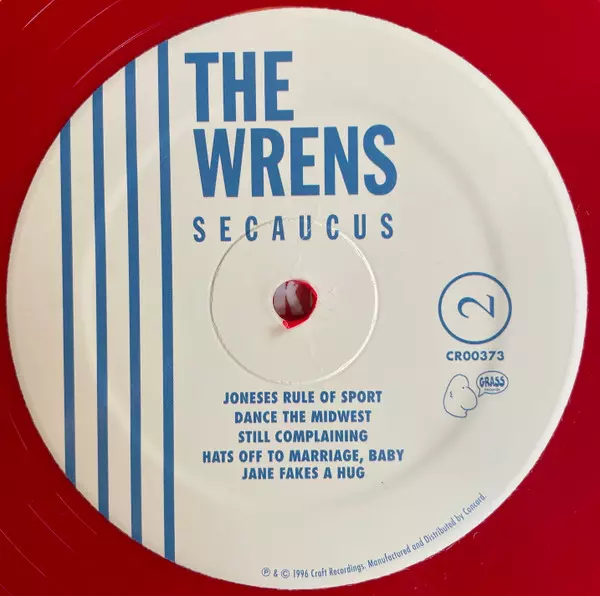 THE
WRENS
SECAUCUS
2
CR00373
GRASS
RECORDS
JONESES RULE OF SPORT
DANCE THE MIDWEST
STILL COMPLAINING
HATS OFF TO MARRIAGE, BABY
JANE FAKES A HUG
℗ & © 1996 Craft Recordings. Manufactured and Distributed by Concord.